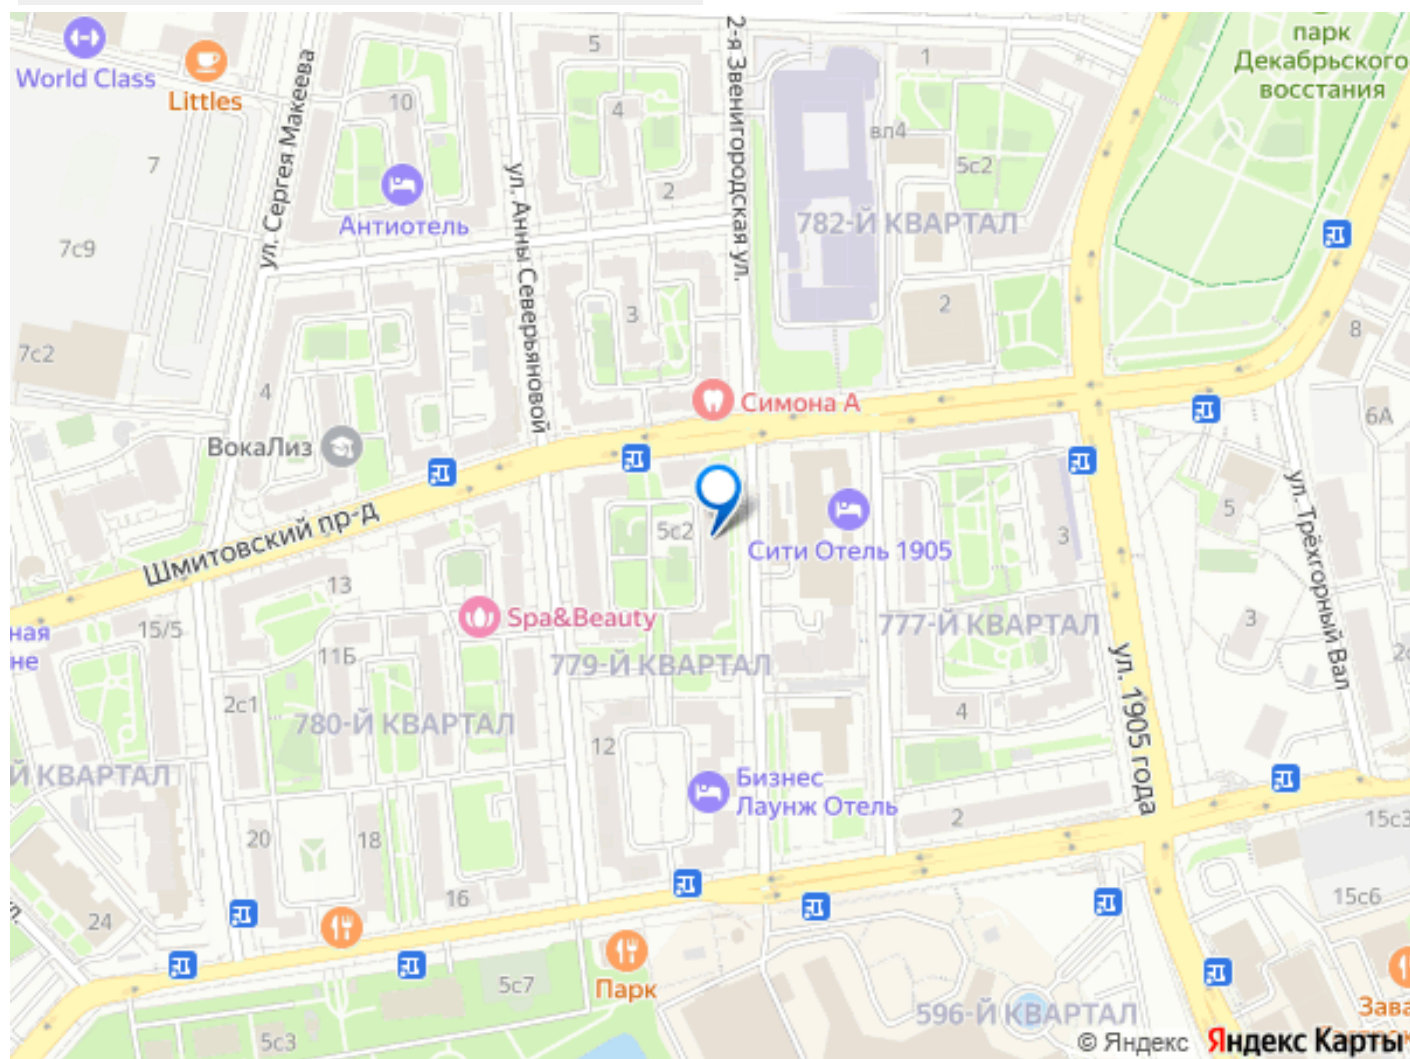 World Class
Littles
ул. Сергея Макеева
5
10
4
2-я Звенигородская ул.
1
парк
Декабрьского
восстания
вл4
5с2
7
2
Антиотель
ул. Анны Северьяновой
782-Й КВАРТАЛ
7с9
3
2
7с2
8
4
Симона А
6А
ВокаЛиз
ул. Трёхгорный Вал
5
Шмитовский пр-д
5с2
Сити Отель 1905
3
13
Spa&Beauty
15/5
ная
не
777-Й КВАРТАЛ
3
11Б
779-Й КВАРТАЛ
ул. 1905 года
2с1
780-Й КВАРТАЛ
4
12
Й КВАРТАЛ
Бизнес
Лаунж Отель
2
15с3
20
18
16
15с6
24
5с7
Парк
596-Й КВАРТАЛ
Зава
5с3
© Яндекс
Яндекс Карты